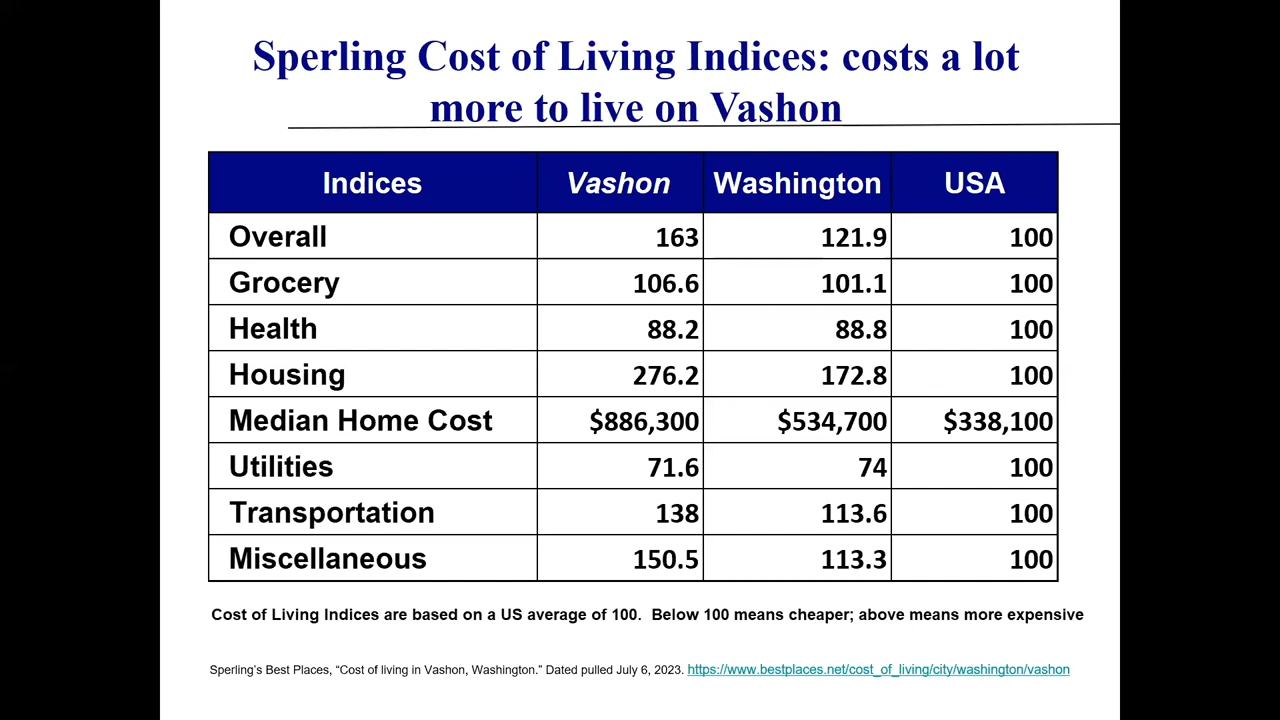 Sperling Cost of Living Indices: costs a lot
more to live on Vashon
Indices Vashon Washington USA
Overall 163 121.9 100
Grocery 106.6 101.1 100
Health 88.2 88.8 100
Housing 276.2 172.8 100
Median Home Cost $886,300 $534,700 $338,100
Utilities 71.6 74 100
Transportation 138 113.6 100
Miscellaneous 150.5 113.3 100
Cost of Living Indices are based on a US average of 100.  Below 100 means cheaper; above means more expensive
Sperling’s Best Places, “Cost of living in Vashon, Washington.” Dated pulled July 6, 2023. https://www.bestplaces.net/cost_of_living/city/washington/vashon